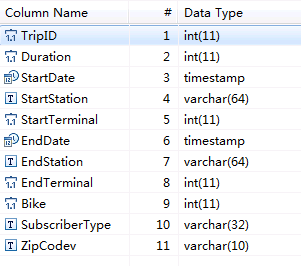 Column Name # Data Type
TripID 1 int(11)
Duration 2 int(11)
StartDate 3 timestamp
StartStation 4 varchar(64)
StartTerminal 5 int(11)
EndDate 6 timestamp
EndStation 7 varchar(64)
EndTerminal 8 int(11)
Bike 9 int(11)
SubscriberType 10 varchar(32)
ZipCodev 11 varchar(10)